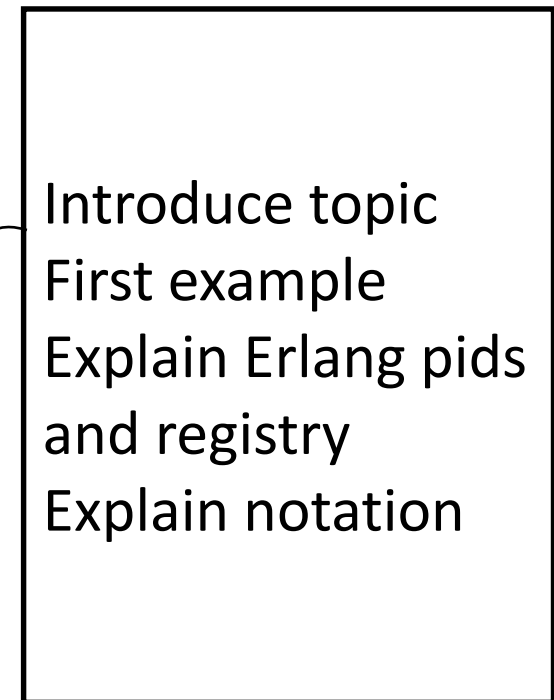 Introduce topic
First example
Explain Erlang pids
and registry
Explain notation